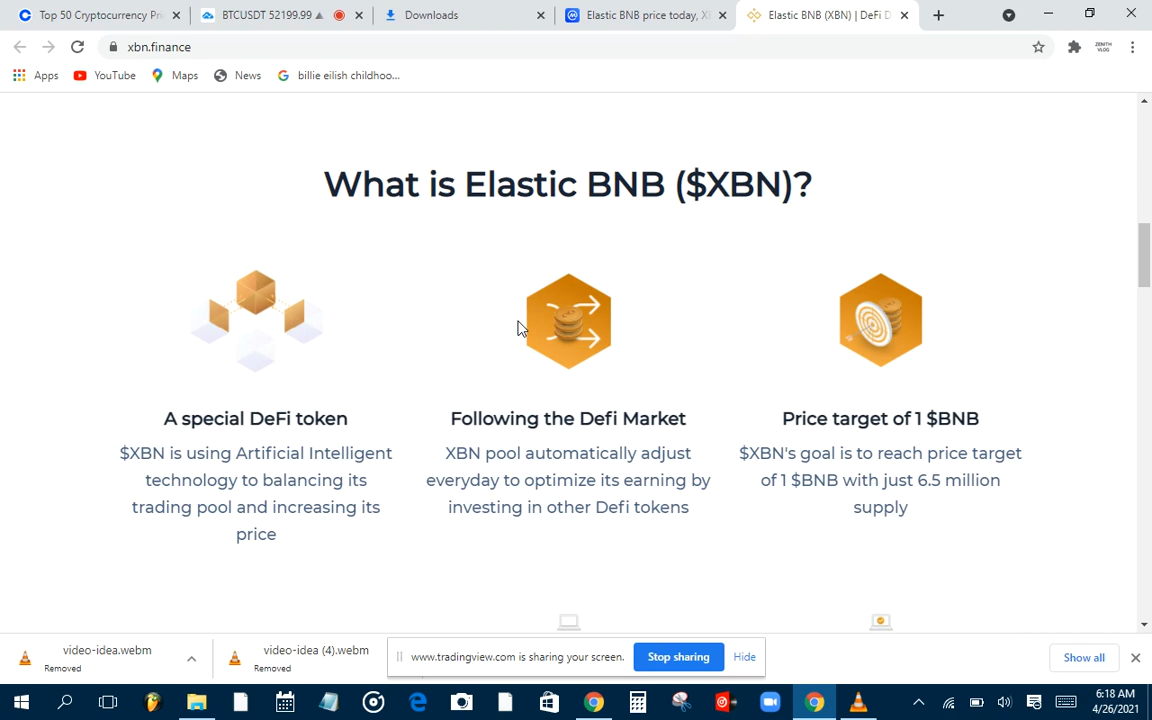 Top 50 Cryptocurrency Pri
BTCUSDT 52199.99
Downloads
Elastic BNB price today, X
Elastic BNB (XBN) | DeFi D
xbn.finance
ZENITH
VLOG
Apps
YouTube
Maps
News
billie eilish childhoo...
What is Elastic BNB ($XBN)?
A special DeFi token
$XBN is using Artificial Intelligent
technology to balancing its
trading pool and increasing its
price
Following the Defi Market
XBN pool automatically adjust
everyday to optimize its earning by
investing in other Defi tokens
Price target of 1 $BNB
$XBN's goal is to reach price target
of 1 $BNB with just 6.5 million
supply
video-idea.webm
Removed
video-idea (4).webm
Removed
www.tradingview.com is sharing your screen.
Stop sharing
Hide
Show all
6:18 AM
4/26/2021